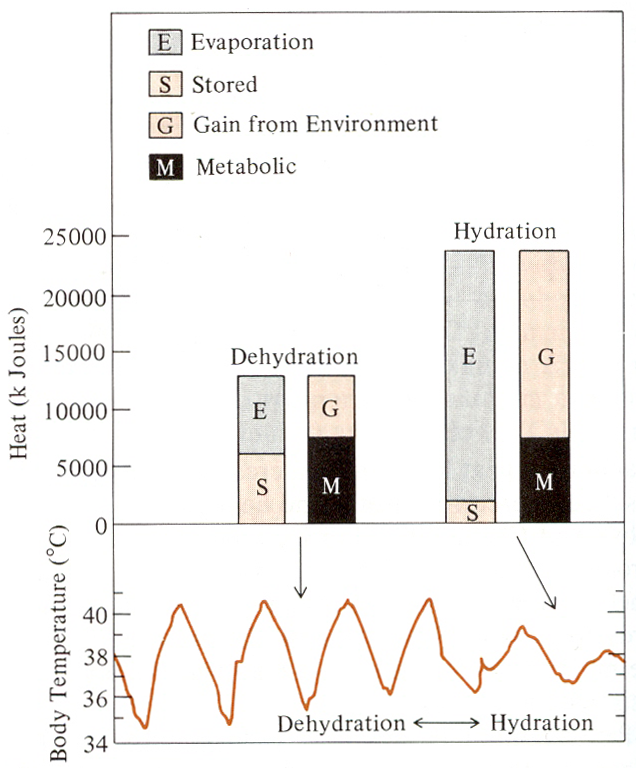 E Evaporation
S Stored
G Gain from Environment
M Metabolic
Heat (k Joules)
25000
20000
15000
10000
5000
0
Dehydration
E
S
G
M
Hydration
E
S
G
M
Body Temperature (°C)
40
38
36
34
Dehydration ⟷ Hydration